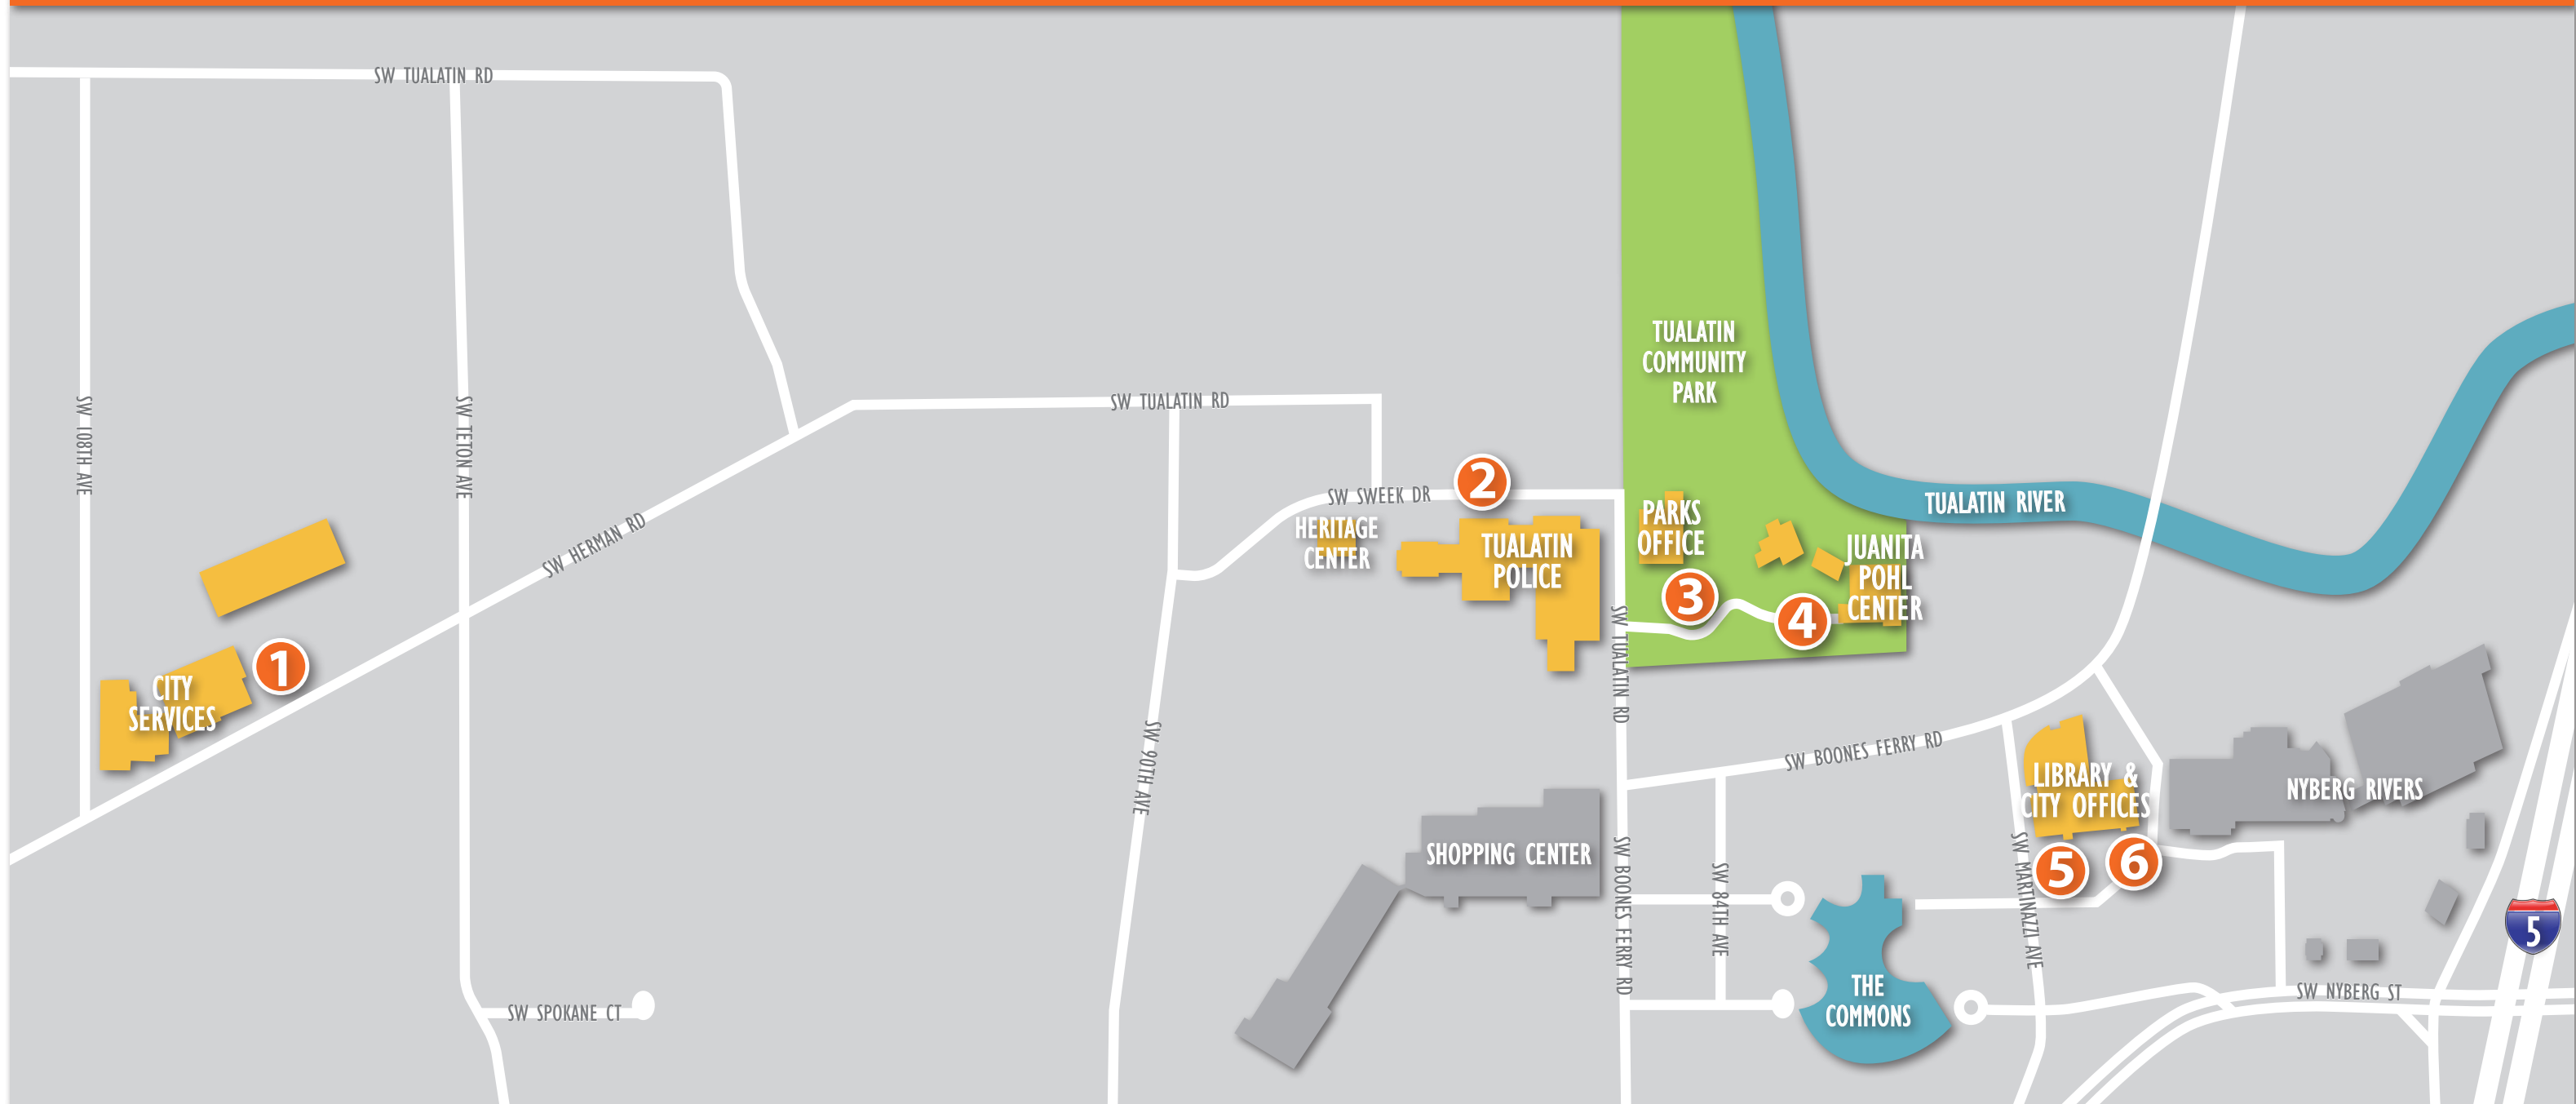 SW TUALATIN RD
SW 108TH AVE
SW TETON AVE
SW HERMAN RD
CITY
SERVICES
1
SW SPOKANE CT
SW TUALATIN RD
SW SWEEK DR
2
HERITAGE
CENTER
TUALATIN
POLICE
SW 90TH AVE
SHOPPING CENTER
TUALATIN
COMMUNITY
PARK
PARKS
OFFICE
3
4
JUANITA
POHL
CENTER
TUALATIN RIVER
SW TUALATIN RD
SW BOONES FERRY RD
SW BOONES FERRY RD
SW 84TH AVE
THE
COMMONS
SW MARTINAZZI AVE
LIBRARY &
CITY OFFICES
5
6
NYBERG RIVERS
SW NYBERG ST
5